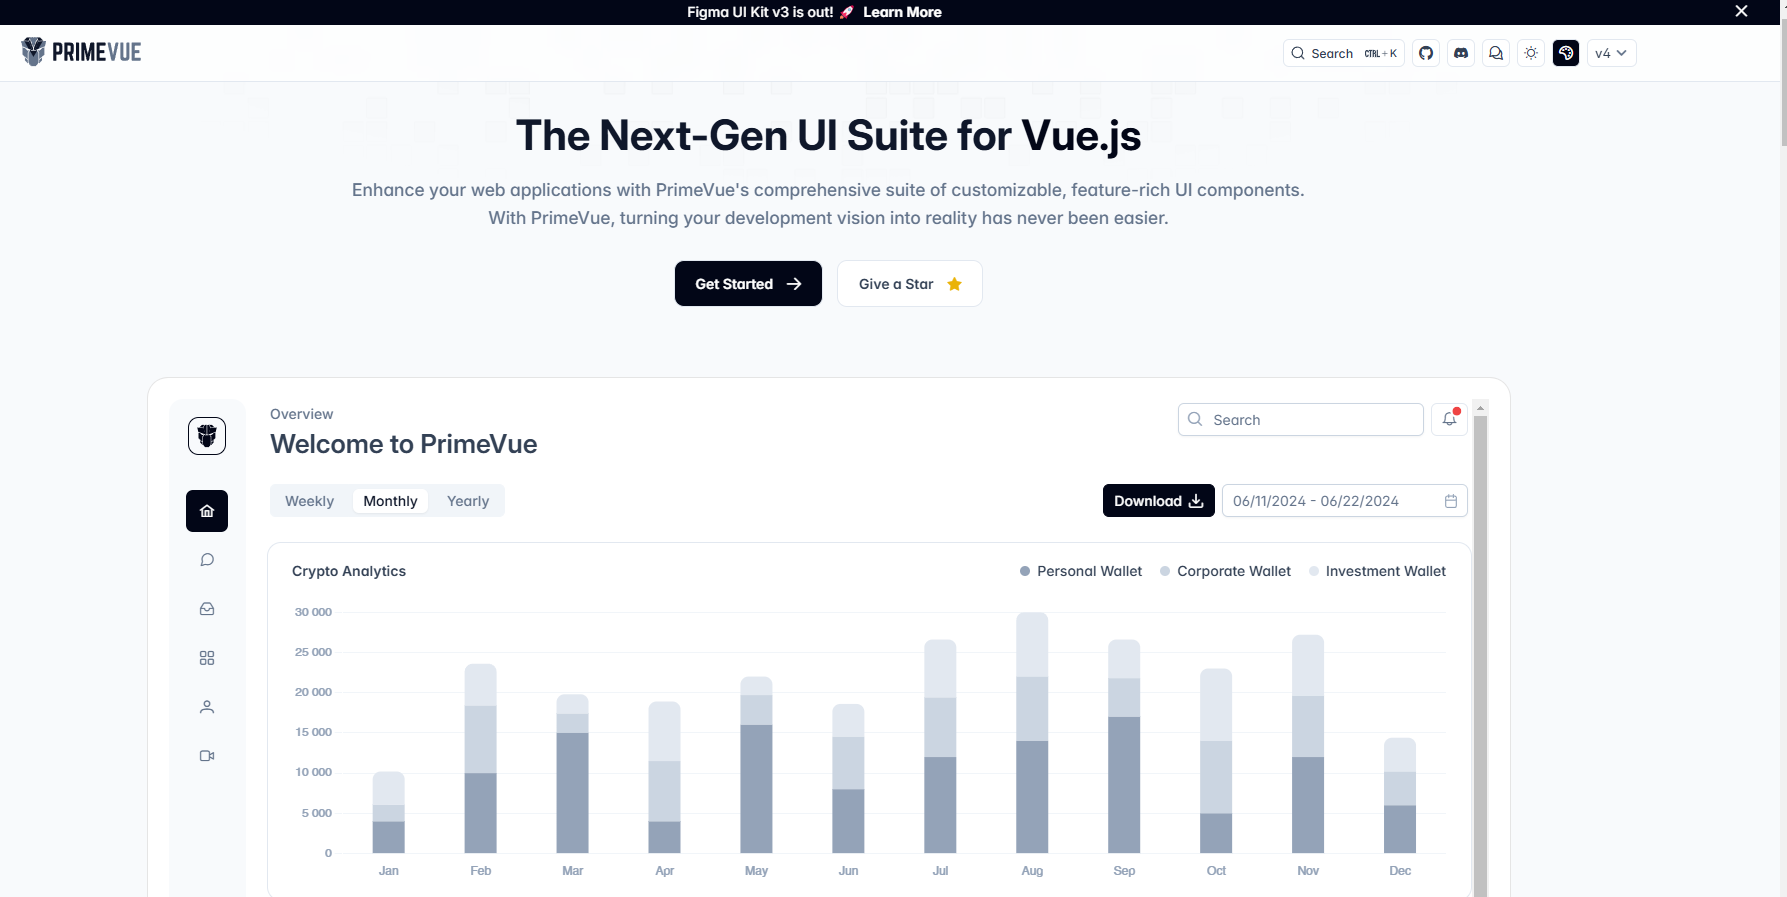 Figma UI Kit v3 is out! 🚀 Learn More
PRIMEVUE
Search CTRL+K
v4
The Next-Gen UI Suite for Vue.js
Enhance your web applications with PrimeVue's comprehensive suite of customizable, feature-rich UI components.
With PrimeVue, turning your development vision into reality has never been easier.
Get Started
Give a Star
Overview
Welcome to PrimeVue
Search
Weekly Monthly Yearly
Download
06/11/2024 - 06/22/2024
Crypto Analytics
Personal Wallet Corporate Wallet Investment Wallet
30 000
25 000
20 000
15 000
10 000
5 000
0
Jan Feb Mar Apr May Jun Jul Aug Sep Oct Nov Dec